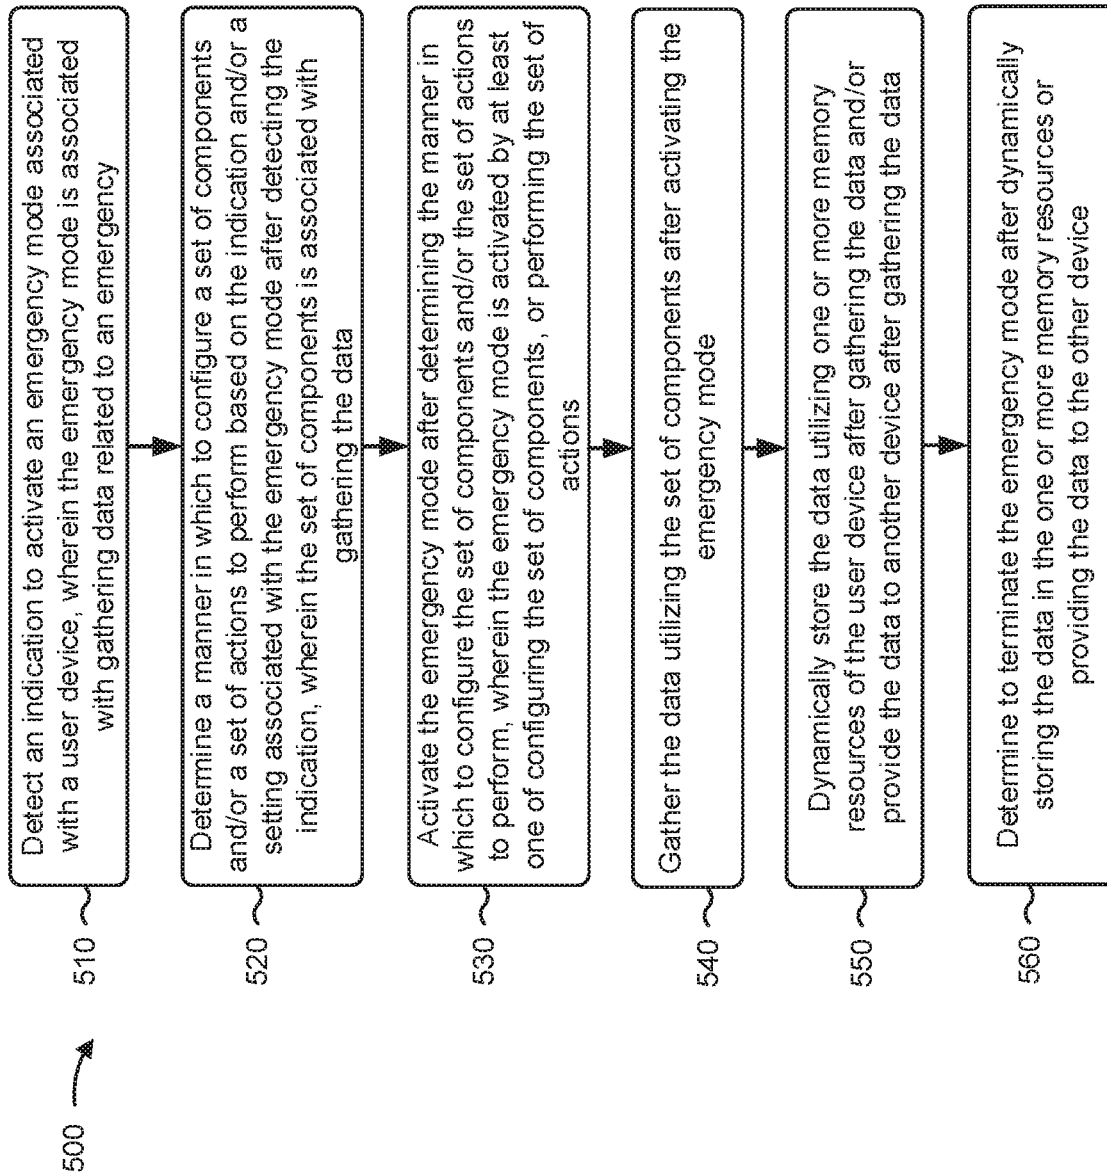 500
510
Detect an indication to activate an emergency mode associated
with a user device, wherein the emergency mode is associated
with gathering data related to an emergency
520
Determine a manner in which to configure a set of components
and/or a set of actions to perform based on the indication and/or a
setting associated with the emergency mode after detecting the
indication, wherein the set of components is associated with
gathering the data
530
Activate the emergency mode after determining the manner in
which to configure the set of components and/or the set of actions
to perform, wherein the emergency mode is activated by at least
one of configuring the set of components, or performing the set of
actions
540
Gather the data utilizing the set of components after activating the
emergency mode
550
Dynamically store the data utilizing one or more memory
resources of the user device after gathering the data and/or
provide the data to another device after gathering the data
560
Determine to terminate the emergency mode after dynamically
storing the data in the one or more memory resources or
providing the data to the other device